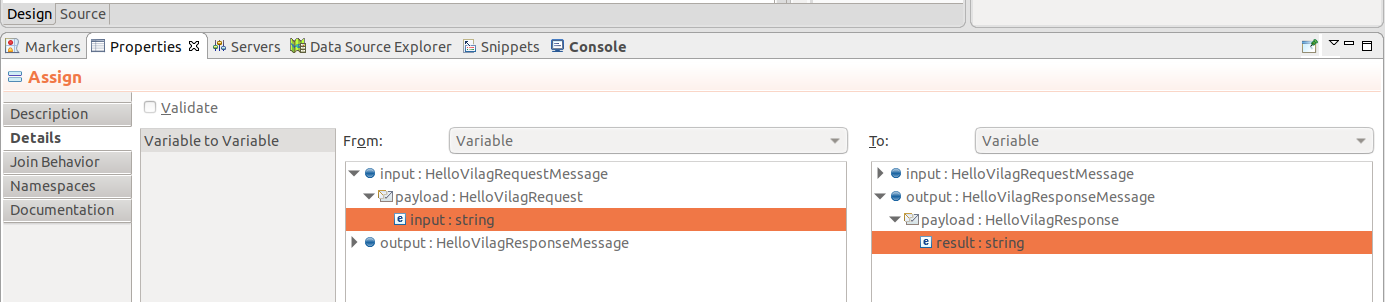 Design Source
Markers Properties Servers Data Source Explorer Snippets Console
Assign
Description
Details
Join Behavior
Namespaces
Documentation
Validate
Variable to Variable
From: Variable
input : HelloVilagRequestMessage
payload : HelloVilagRequest
e input : string
output : HelloVilagResponseMessage
To: Variable
input : HelloVilagRequestMessage
output : HelloVilagResponseMessage
payload : HelloVilagResponse
e result : string